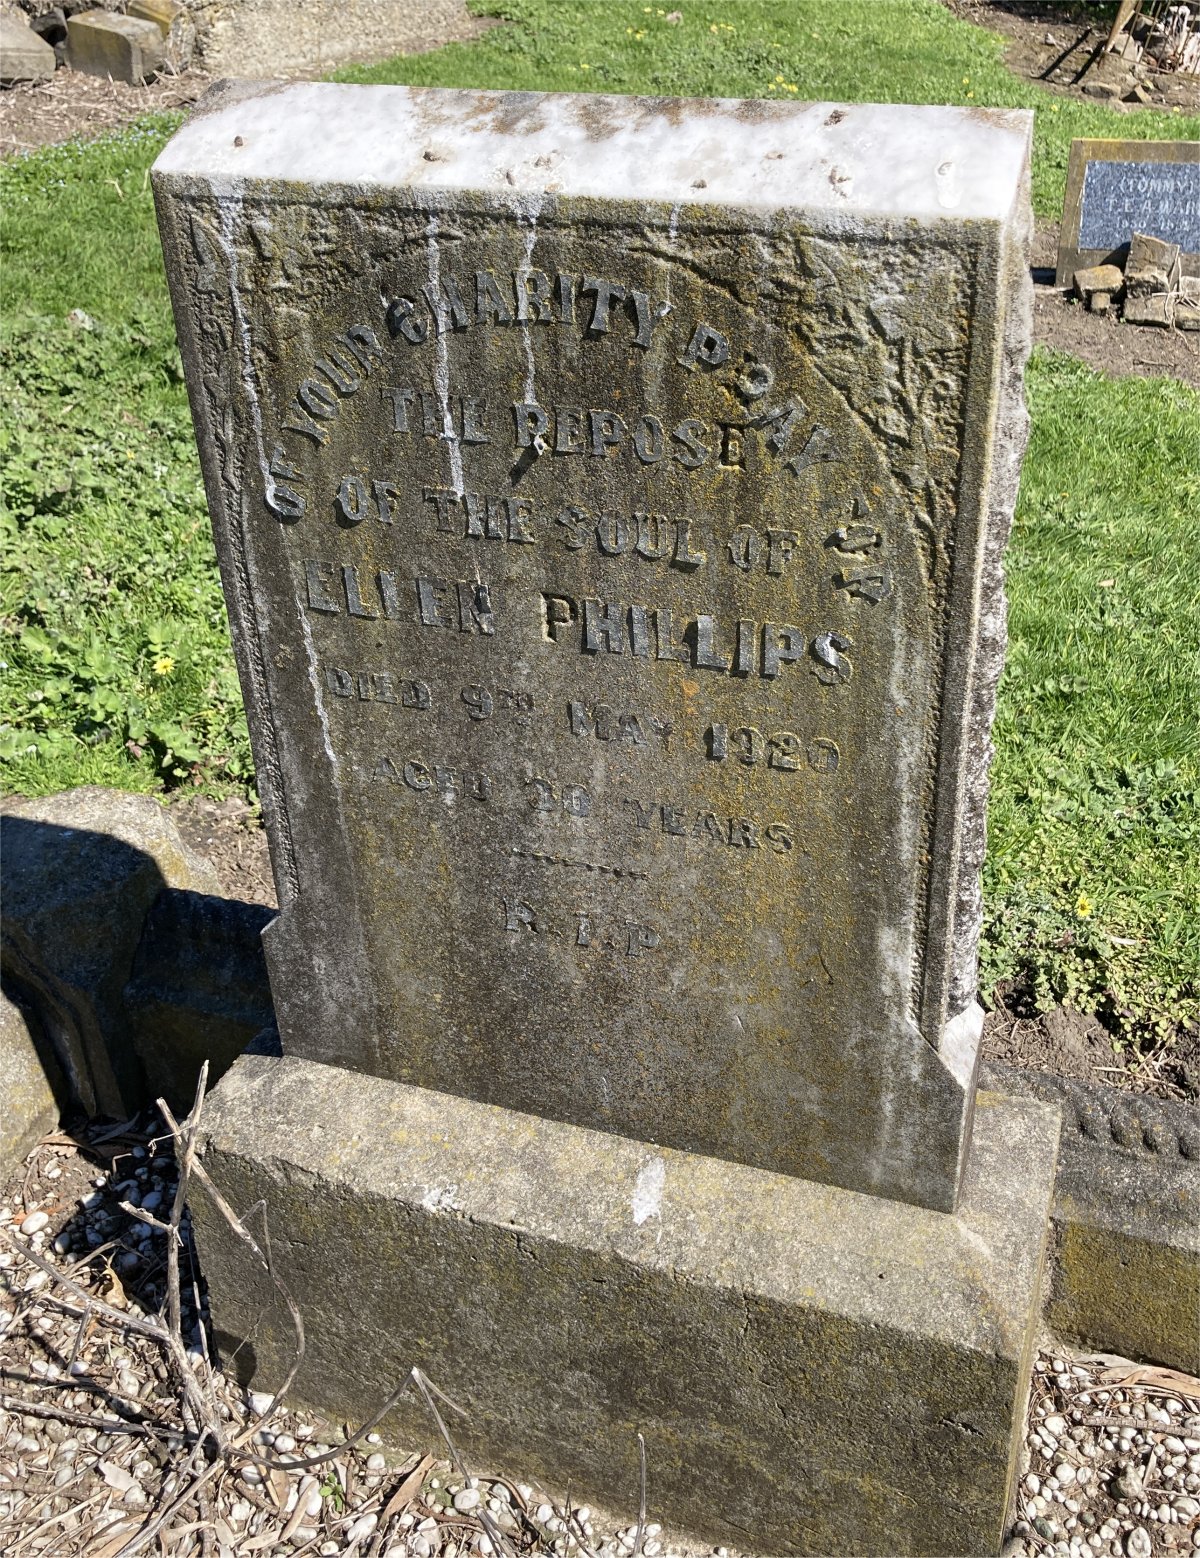 OF YOUR CHARITY PRAY FOR
THE REPOSE
OF THE SOUL OF
ELLEN PHILLIPS
DIED 9TH MAY 1920
AGED YEARS.
R.I.P
(TOMMY